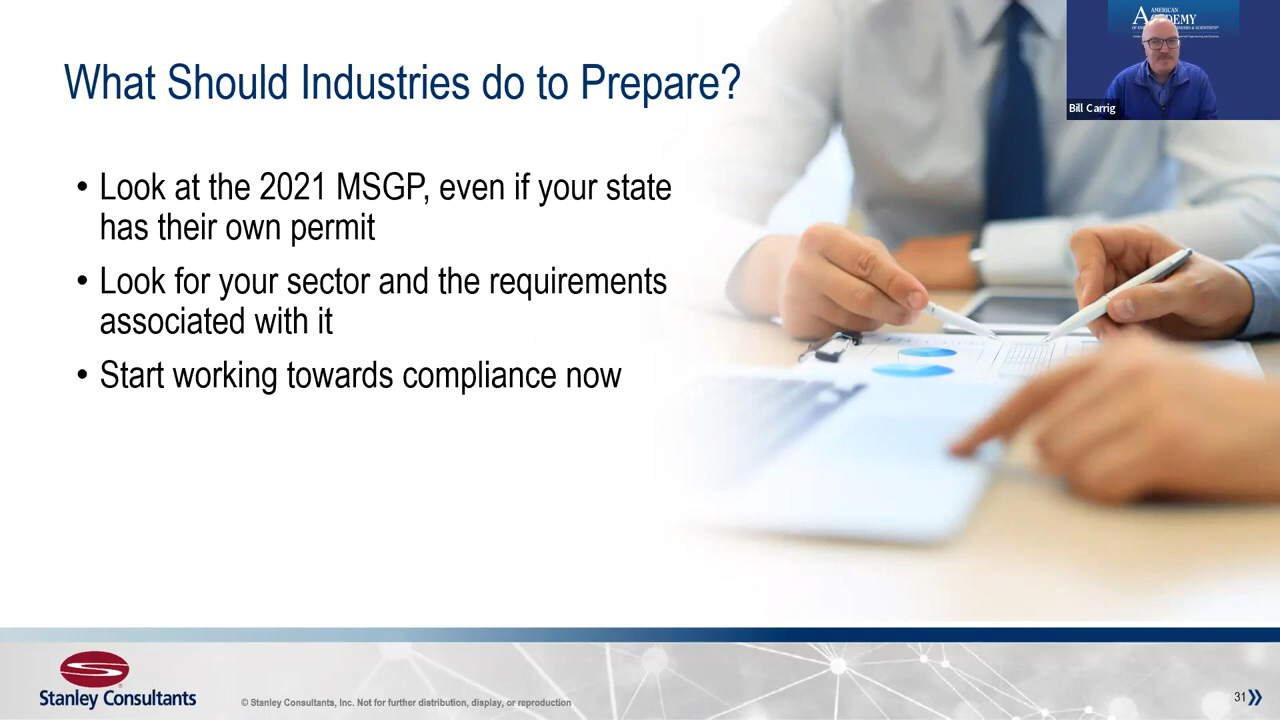 What Should Industries do to Prepare?
• Look at the 2021 MSGP, even if your state
has their own permit
• Look for your sector and the requirements
associated with it
• Start working towards compliance now
AMERICAN
ACADEMY
Bill Carrig
Stanley Consultants
© Stanley Consultants, Inc. Not for further distribution, display, or reproduction
31